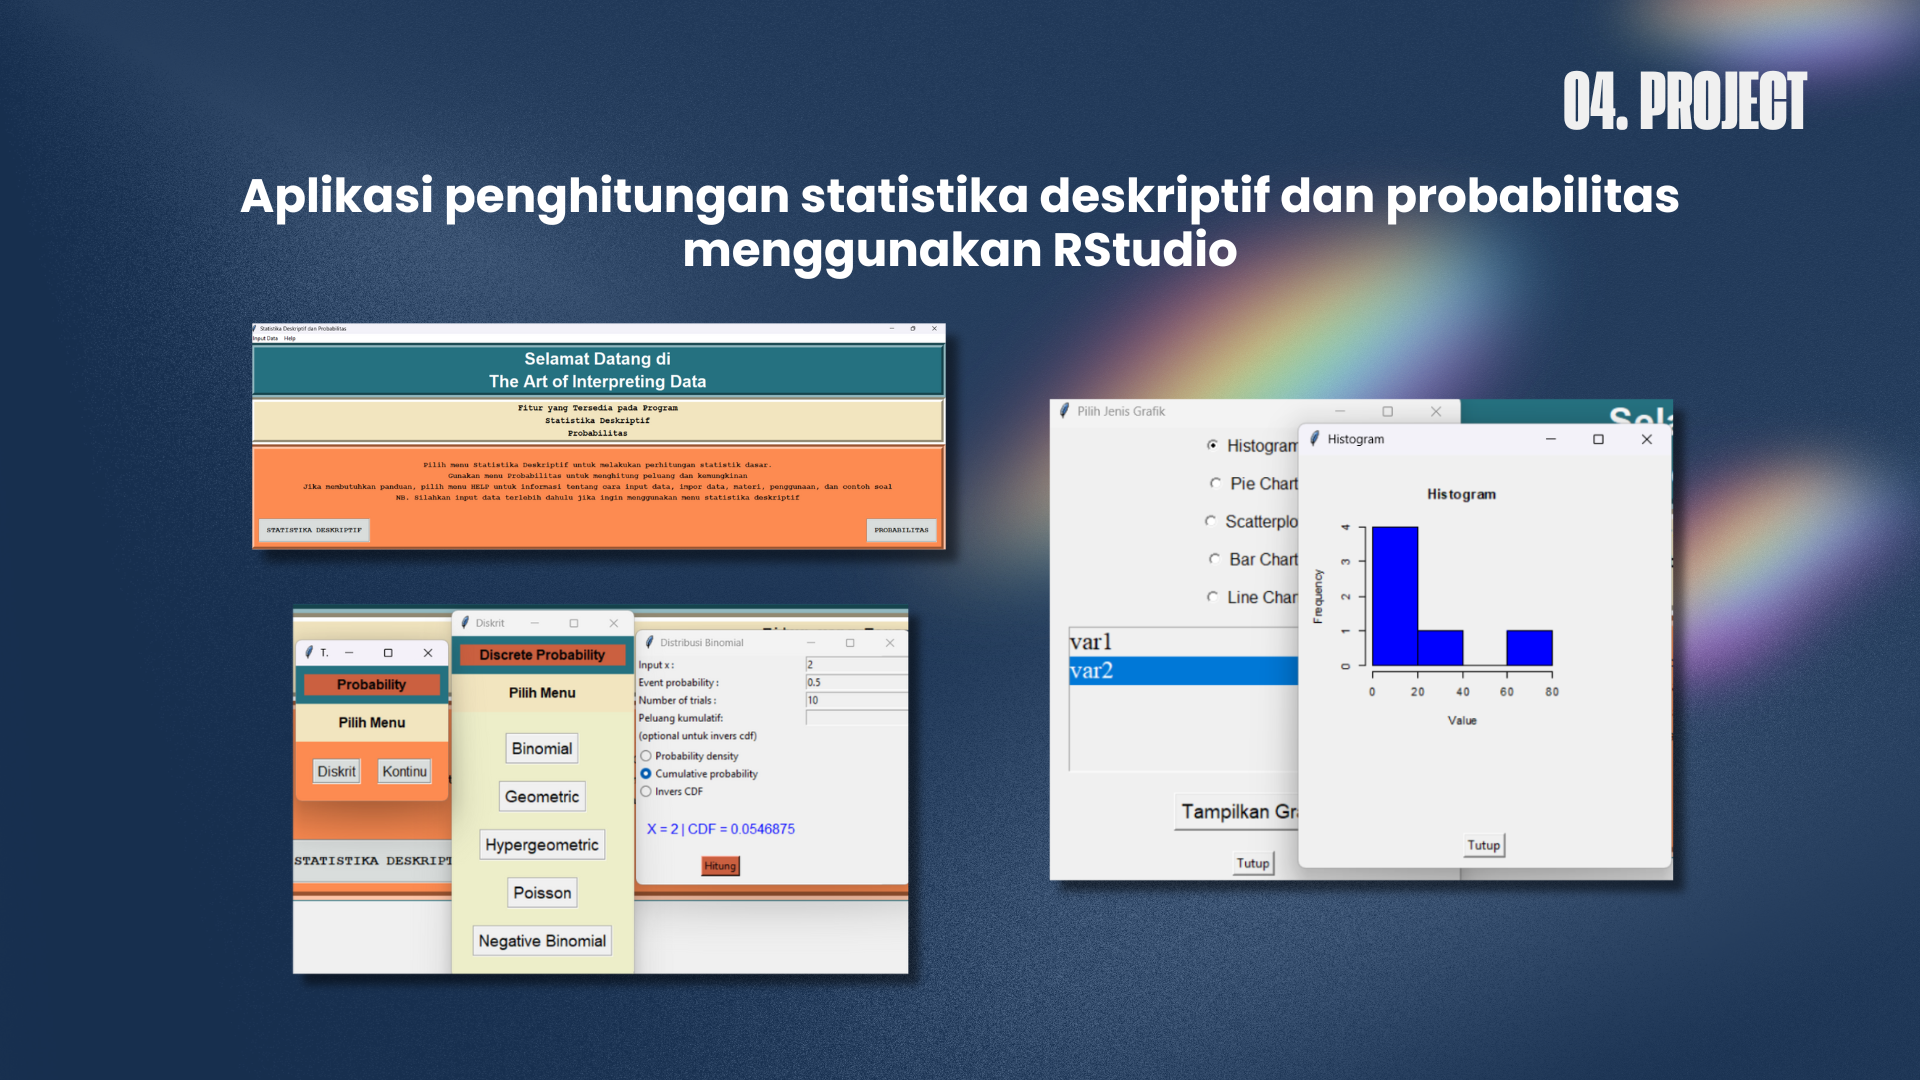 04. PROJECT
Aplikasi penghitungan statistika deskriptif dan probabilitas
menggunakan RStudio
Statistika Deskriptif dan Probabilitas
Input Data Help
Selamat Datang di
The Art of Interpreting Data
Fitur yang Tersedia pada Program
Statistika Deskriptif
Probabilitas
Pilih menu Statistika Deskriptif untuk melakukan perhitungan statistik dasar.
Gunakan menu Probabilitas untuk menghitung peluang dan kemungkinan
Jika membutuhkan panduan, pilih menu HELP untuk informasi tentang cara input data, impor data, materi, penggunaan, dan contoh soal
NB. Silahkan input data terlebih dahulu jika ingin menggunakan menu statistika deskriptif
STATISTIKA DESKRIPTIF
PROBABILITAS
T.
Probability
Pilih Menu
Diskrit Kontinu
STATISTIKA DESKRIPT
Diskrit
Discrete Probability
Pilih Menu
Binomial
Geometric
Hypergeometric
Poisson
Negative Binomial
Distribusi Binomial
Input x : 2
Event probability : 0.5
Number of trials : 10
Peluang kumulatif:
(optional untuk invers cdf)
Probability density
Cumulative probability
Invers CDF
X = 2 | CDF = 0.0546875
Hitung
Pilih Jenis Grafik
Histogram
Pie Chart
Scatterplo
Bar Chart
Line Char
var1
var2
Tampilkan Gra
Tutup
Sela
Histogram
Histogram
Frequency
4
3
2
1
0
0 20 40 60 80
Value
Tutup